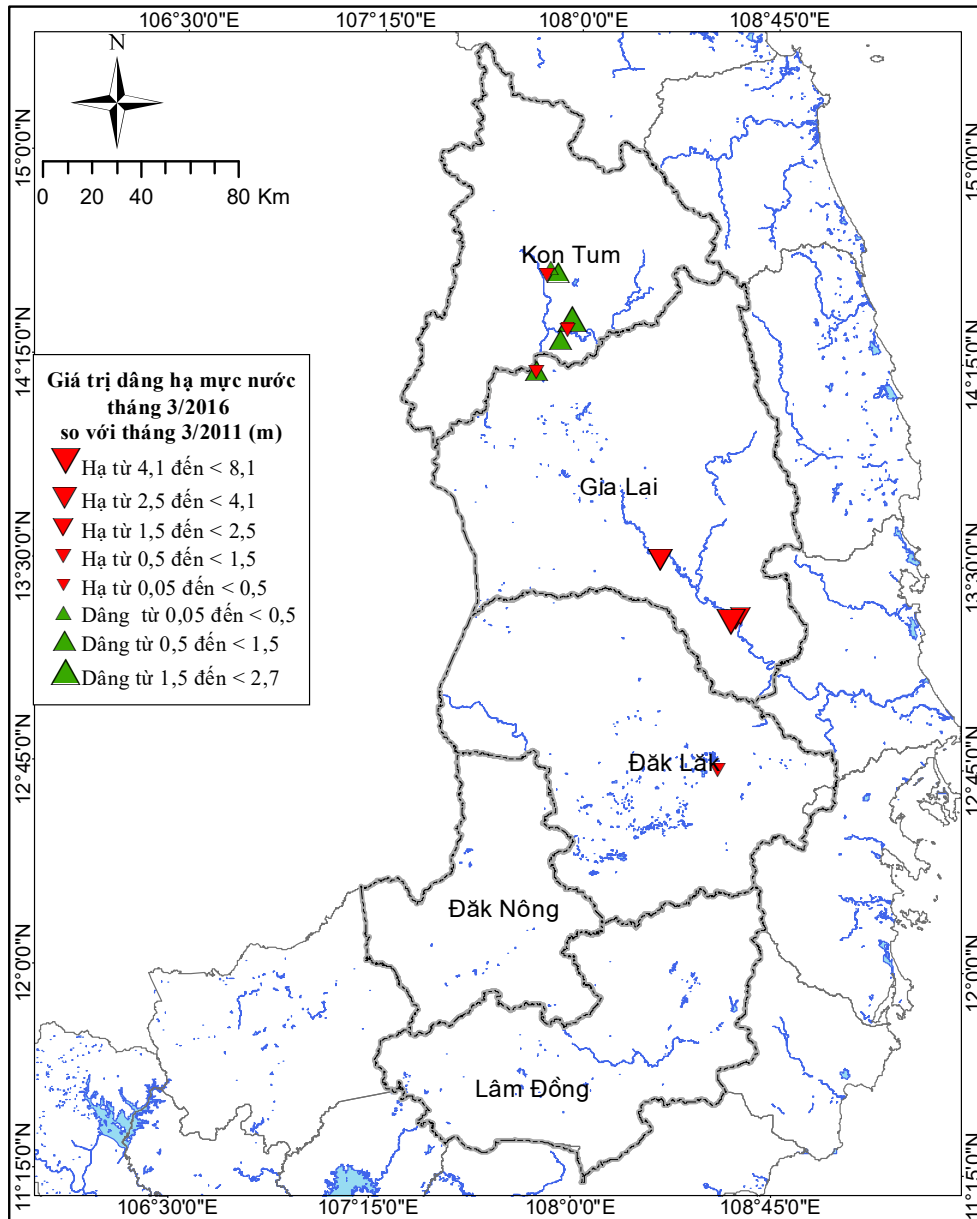 106°30'0"E 107°15'0"E 108°0'0"E 108°45'0"E
N
0 20 40 80 Km
15°0'0"N
15°0'0"N
Kon Tum
14°15'0"N
14°15'0"N
Giá trị dâng hạ mực nước
tháng 3/2016
so với tháng 3/2011 (m)
Hạ từ 4,1 đến < 8,1
Hạ từ 2,5 đến < 4,1
Hạ từ 1,5 đến < 2,5
Hạ từ 0,5 đến < 1,5
Hạ từ 0,05 đến < 0,5
Dâng từ 0,05 đến < 0,5
Dâng từ 0,5 đến < 1,5
Dâng từ 1,5 đến < 2,7
Gia Lai
13°30'0"N
13°30'0"N
Đăk Lăk
12°45'0"N
12°45'0"N
Đăk Nông
12°0'0"N
12°0'0"N
Lâm Đồng
11°15'0"N
11°15'0"N
106°30'0"E 107°15'0"E 108°0'0"E 108°45'0"E